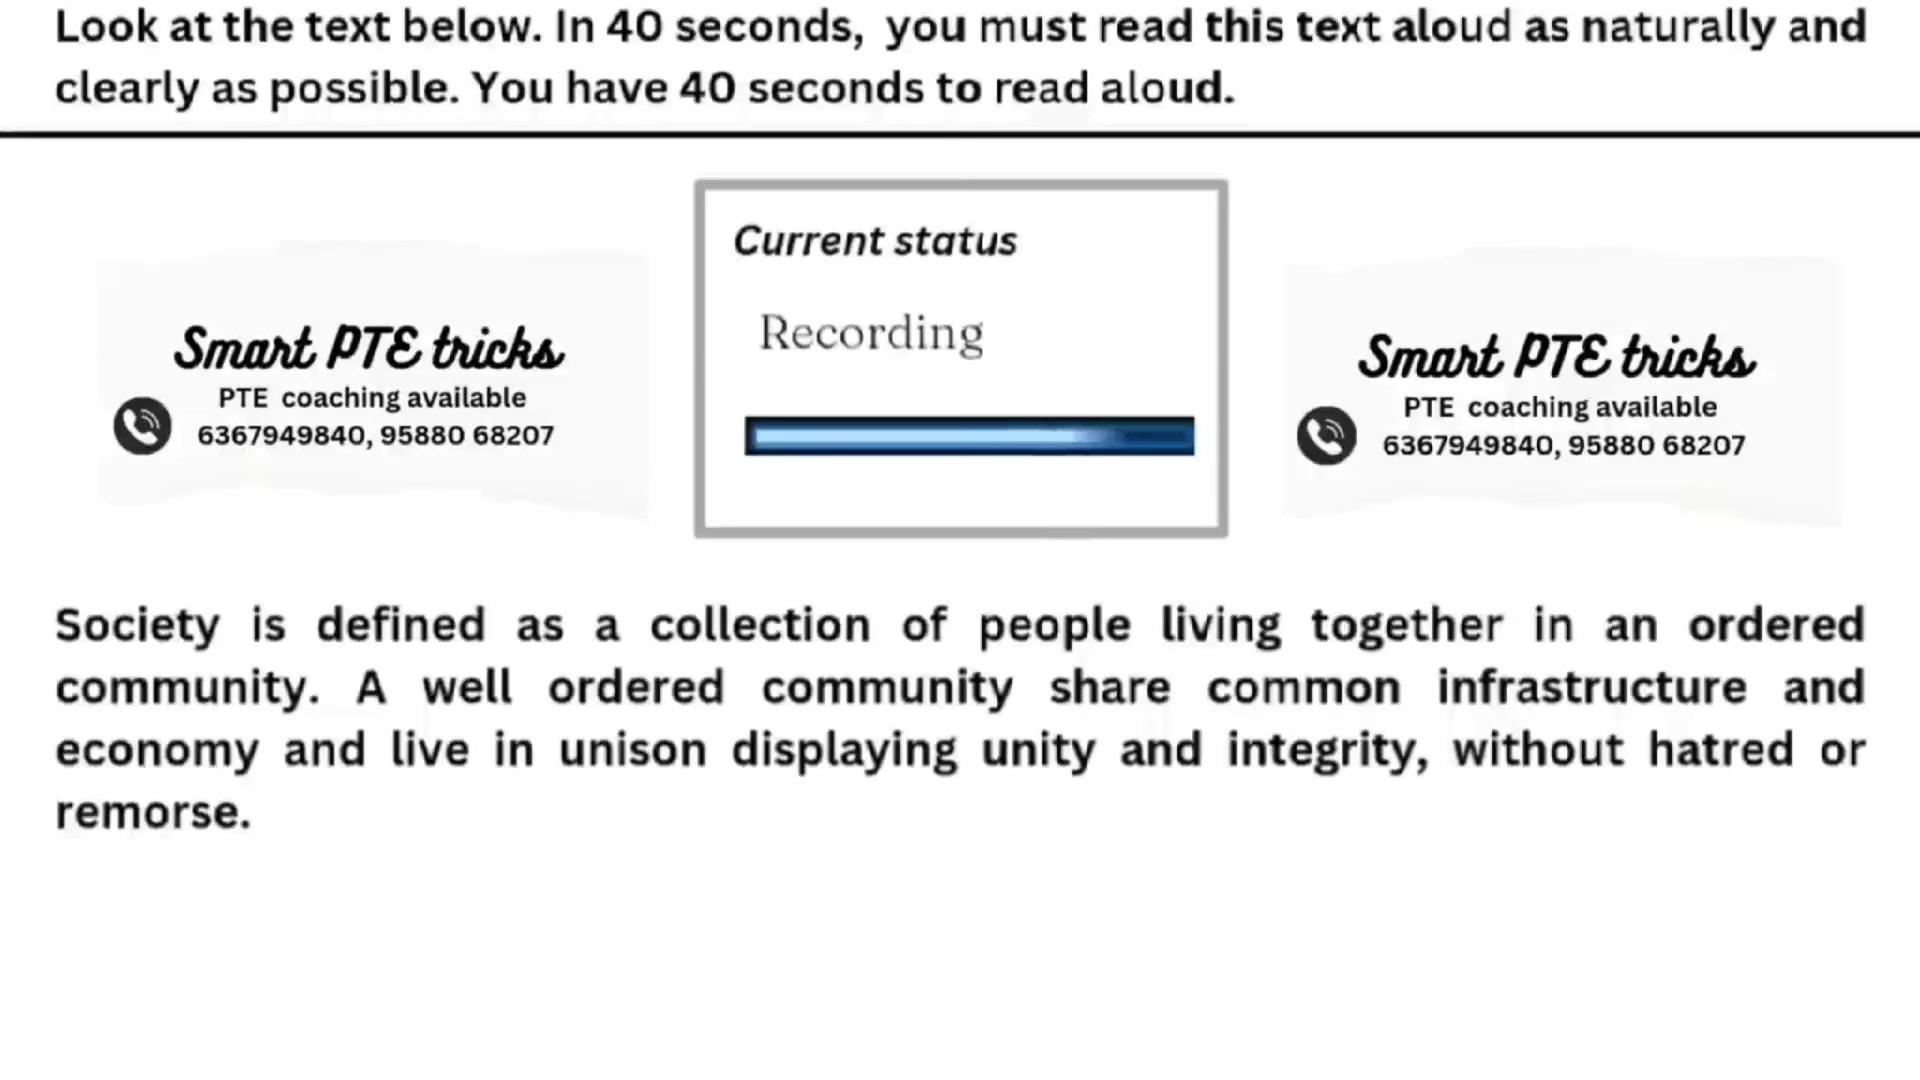 Look at the text below. In 40 seconds, you must read this text aloud as naturally and
clearly as possible. You have 40 seconds to read aloud.
Current status
Recording
Smart PTE tricks
PTE coaching available
6367949840, 95880 68207
Smart PTE tricks
PTE coaching available
6367949840, 95880 68207
Society is defined as a collection of people living together in an ordered
community. A well ordered community share common infrastructure and
economy and live in unison displaying unity and integrity, without hatred or
remorse.